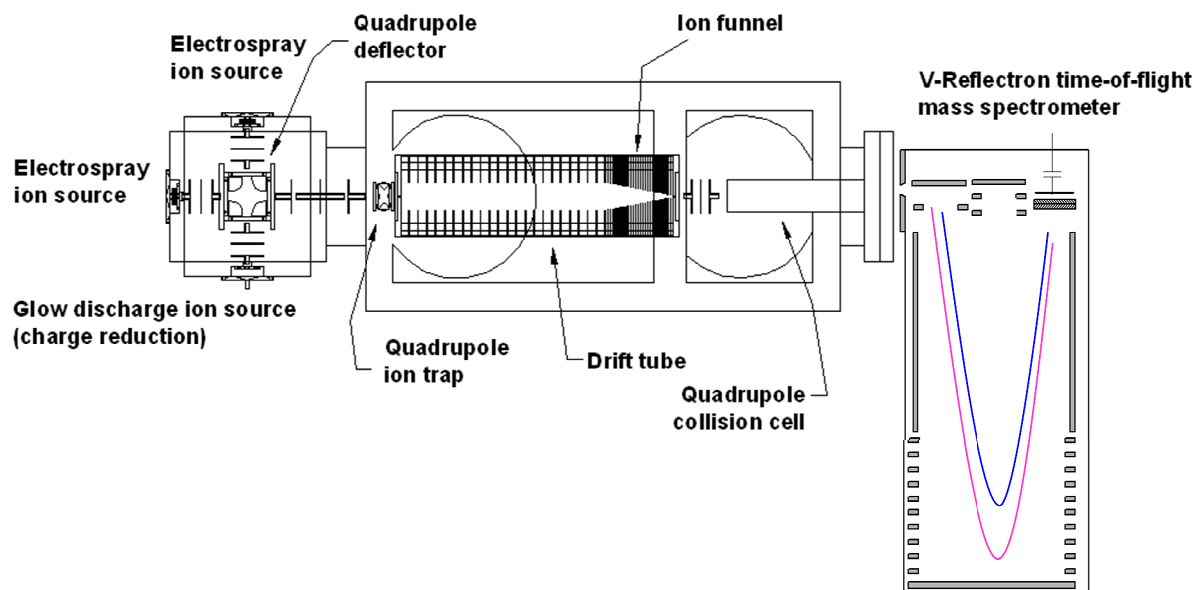 Quadrupole
deflector
Ion funnel
Electrospray
ion source
V-Reflectron time-of-flight
mass spectrometer
Electrospray
ion source
Glow discharge ion source
(charge reduction)
Quadrupole
ion trap
Drift tube
Quadrupole
collision cell